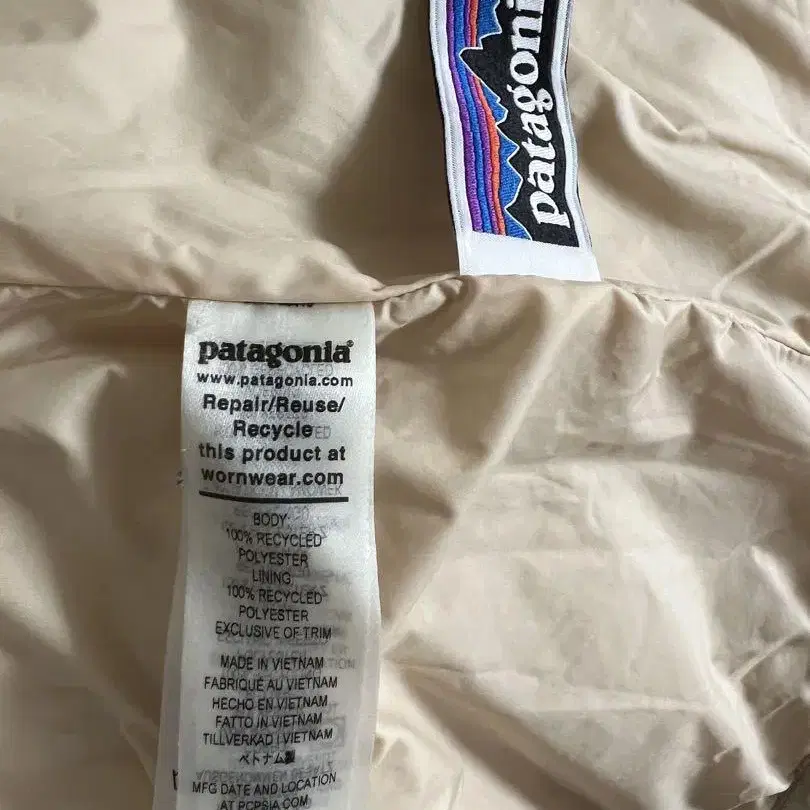 patagoni
patagonia®
www.patagonia.com
Repair/Reuse/
Recycle
this product at
wornwear.com
BODY:
100% RECYCLED
POLYESTER
LINING
100% RECYCLED
POLYESTER
EXCLUSIVE OF TRIM
MADE IN VIETNAM
FABRIQUÉ AU VIETNAM
HECHO EN VIETNAM
FATTO IN VIETNAM
TILLVERKAD I VIETNAM
ベトナム製
MFG DATE AND LOCATION
AT PCPSIA.COM